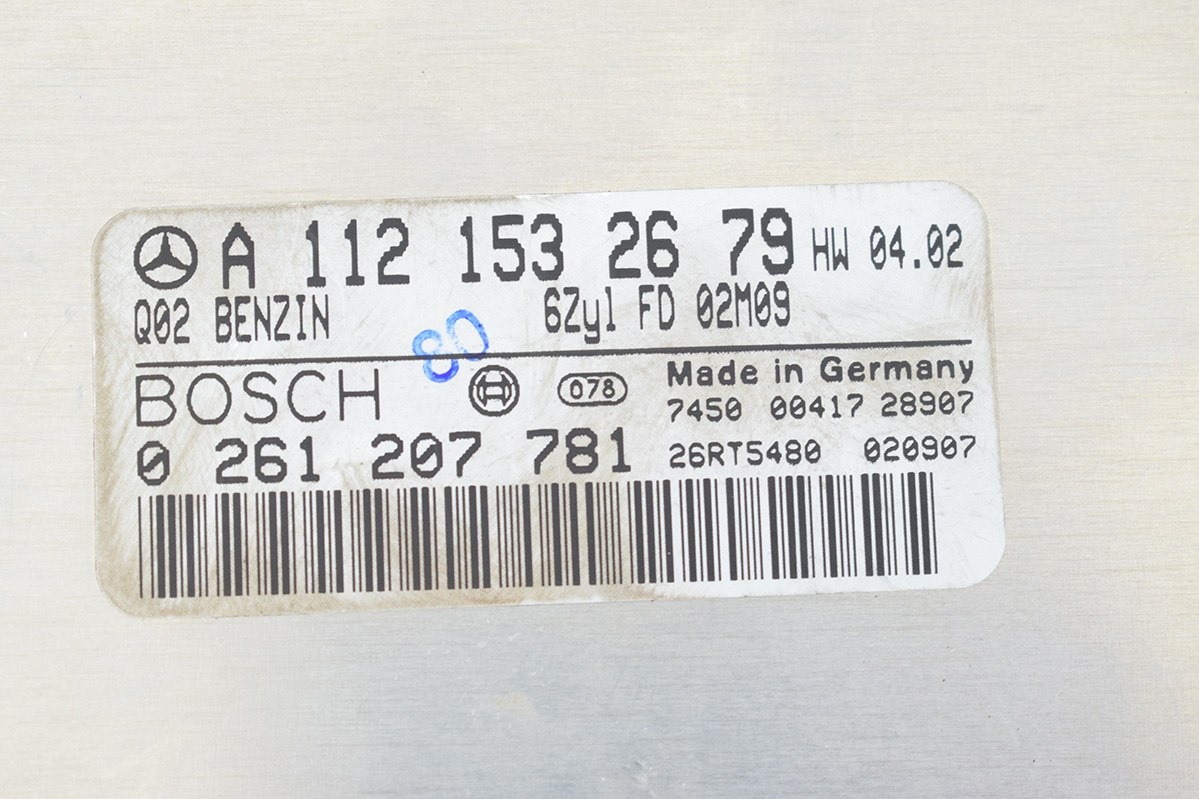 A 112 153 26 79 HW 04.02
Q02 BENZIN 6Zyl FD 02M09
80
BOSCH 078 Made in Germany
7450 00417 28907
0 261 207 781 26RT5480 020907